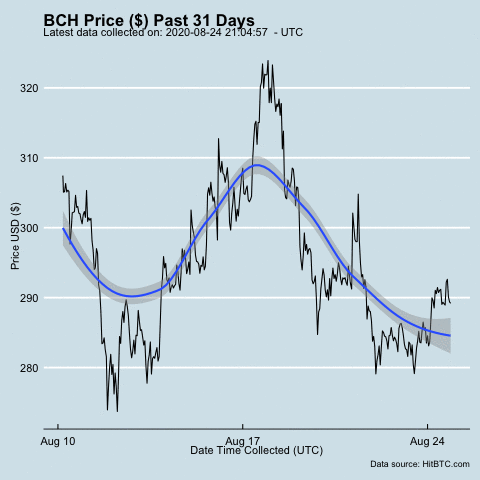 BCH Price ($) Past 31 Days
Latest data collected on: 2020-08-24 21:04:57 - UTC
Price USD ($)
320
310
300
290
280
Aug 10
Aug 17
Aug 24
Date Time Collected (UTC)
Data source: HitBTC.com